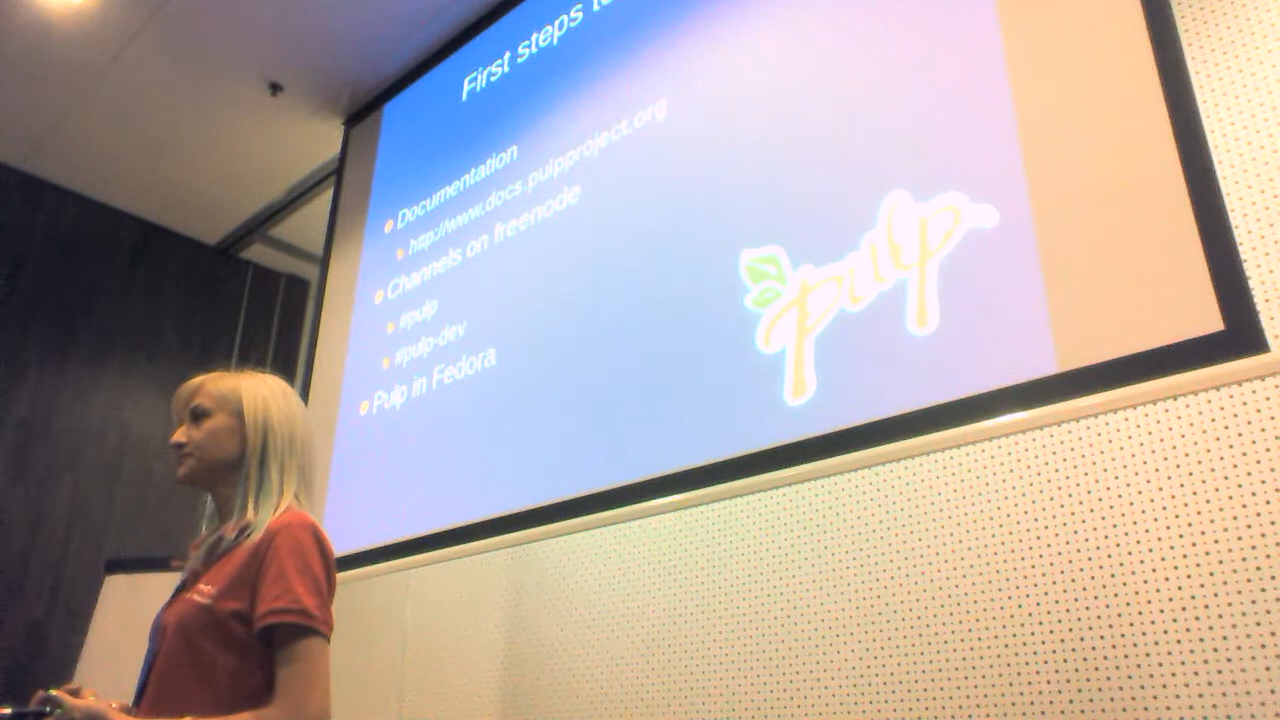 First steps
Documentation
http://www.docs.pulpproject.org
Channels on freenode
#pulp
#pulp-dev
Pulp in Fedora
pulp